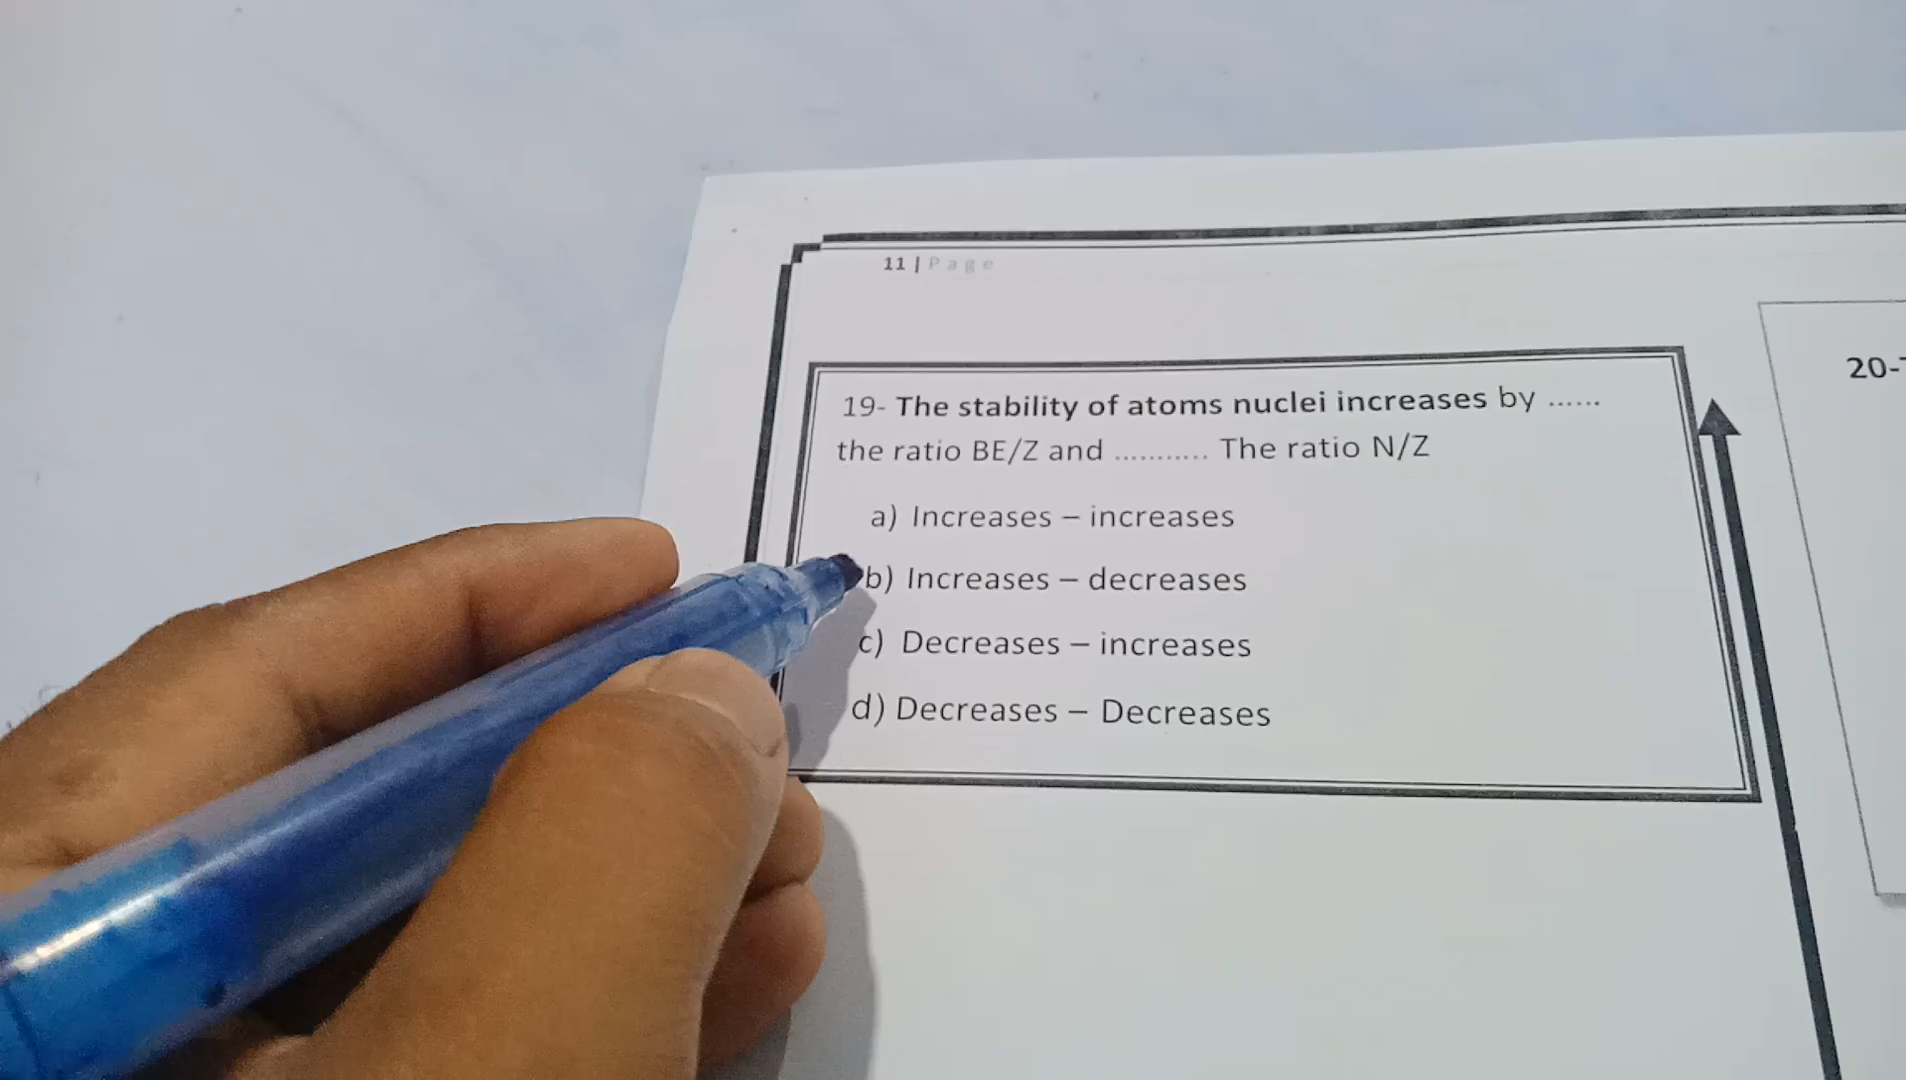 11 | Page
19- The stability of atoms nuclei increases by ......
the ratio BE/Z and ........... The ratio N/Z
a) Increases – increases
b) Increases – decreases
c) Decreases – increases
d) Decreases – Decreases
20-